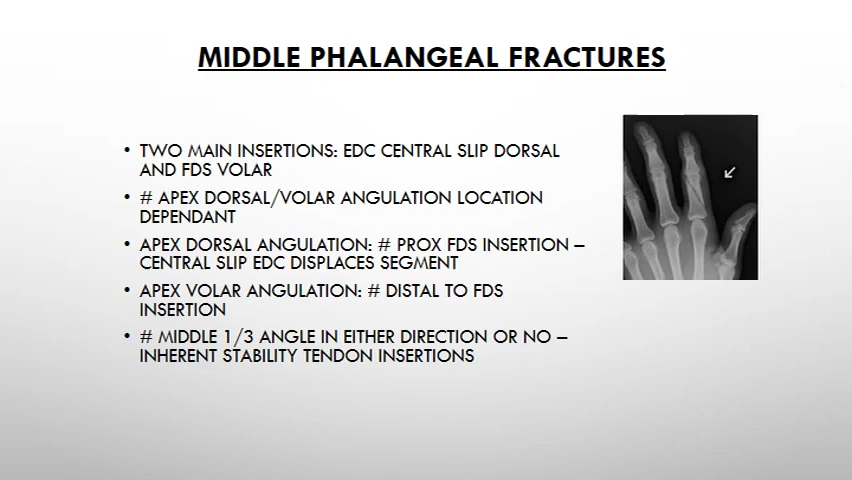 MIDDLE PHALANGEAL FRACTURES
• TWO MAIN INSERTIONS: EDC CENTRAL SLIP DORSAL
AND FDS VOLAR
• # APEX DORSAL/VOLAR ANGULATION LOCATION
DEPENDANT
• APEX DORSAL ANGULATION: # PROX FDS INSERTION –
CENTRAL SLIP EDC DISPLACES SEGMENT
• APEX VOLAR ANGULATION: # DISTAL TO FDS
INSERTION
• # MIDDLE 1/3 ANGLE IN EITHER DIRECTION OR NO –
INHERENT STABILITY TENDON INSERTIONS